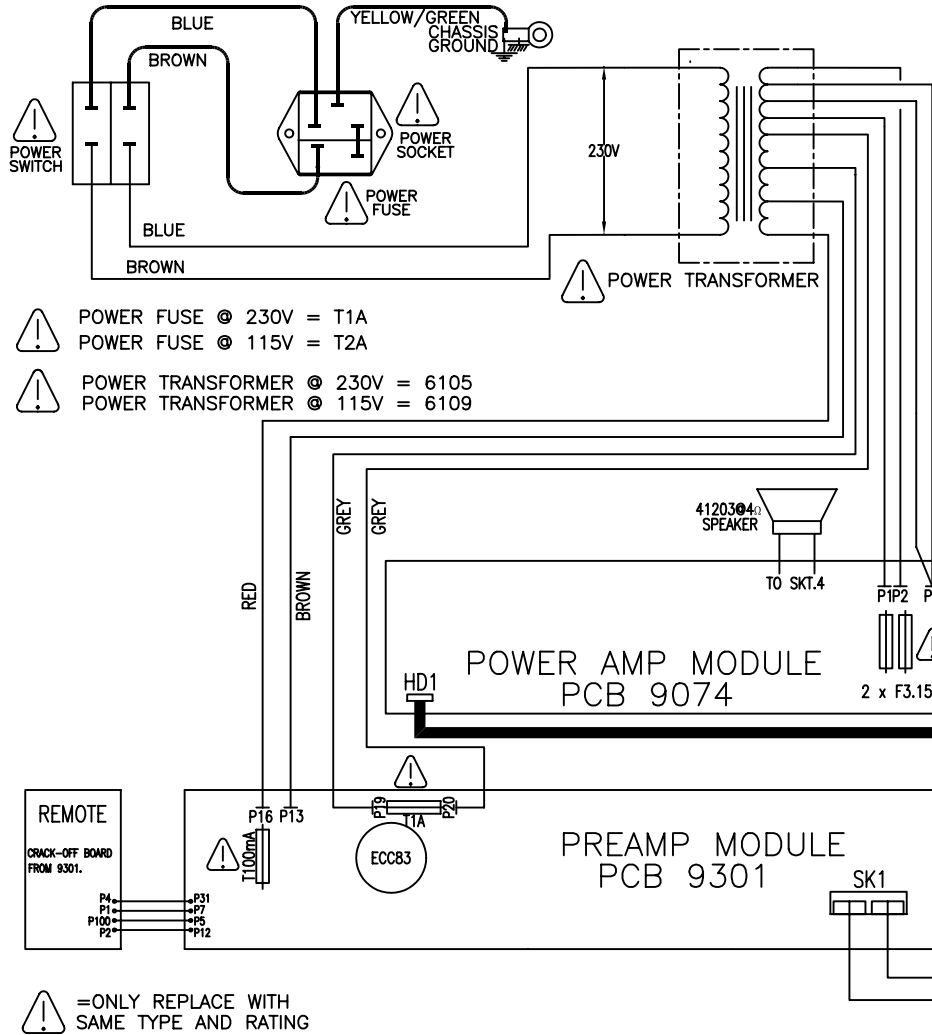 BLUE
BROWN
YELLOW/GREEN
CHASSIS
GROUND
POWER
SWITCH
POWER
SOCKET
POWER
FUSE
230V
BLUE
BROWN
POWER TRANSFORMER
POWER FUSE @ 230V = T1A
POWER FUSE @ 115V = T2A
POWER TRANSFORMER @ 230V = 6105
POWER TRANSFORMER @ 115V = 6109
GREY
GREY
RED
BROWN
41203@4Ω
SPEAKER
TO SKT.4
P1
P2
P
POWER AMP MODULE
PCB 9074
2 x F3.15
HD1
REMOTE
CRACK-OFF BOARD
FROM 9301.
P4
P1
P100
P2
P31
P7
P5
P12
P16
P13
T100mA
P19
T1A
P20
ECC83
PREAMP MODULE
PCB 9301
SK1
=ONLY REPLACE WITH
SAME TYPE AND RATING